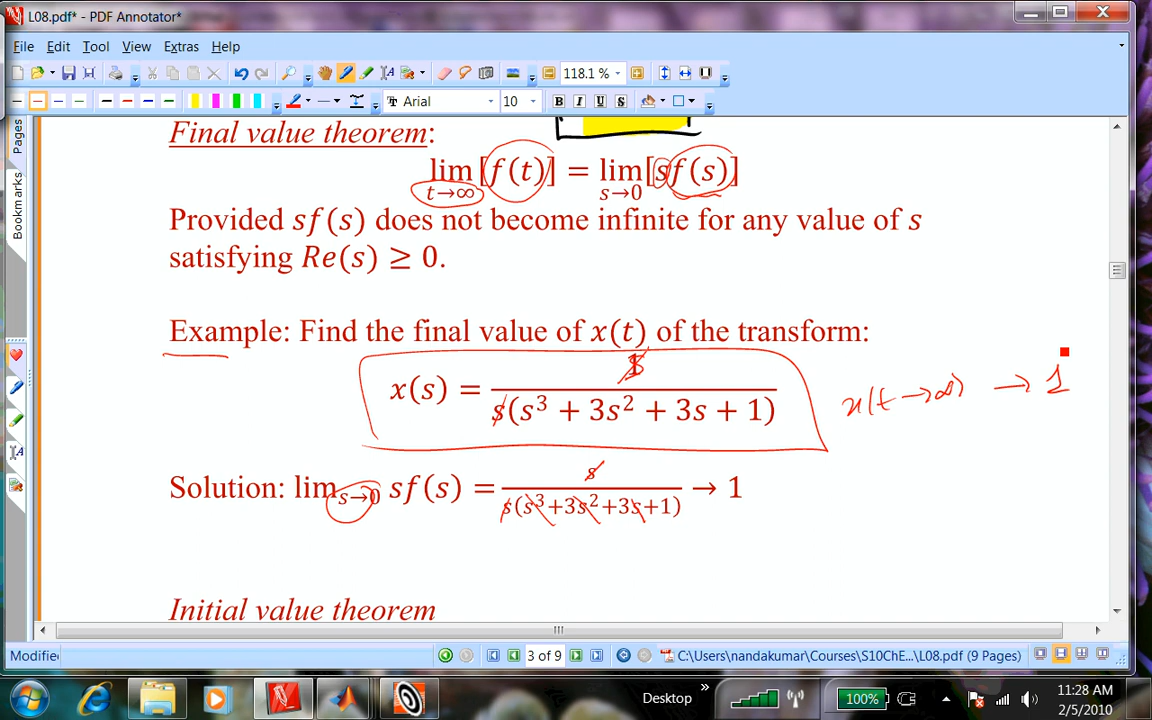 L08.pdf* - PDF Annotator*
File Edit Tool View Extras Help
118.1 %
Arial 10 B I U S
Pages
Bookmarks
Final value theorem:
lim t→∞ [f(t)] = lim s→0 [sf(s)]
Provided sf(s) does not become infinite for any value of s
satisfying Re(s) ≥ 0.
Example: Find the final value of x(t) of the transform:
x(s) = 1 / s(s³ + 3s² + 3s + 1)
x(t→∞) → 1
Solution: lim s→0 sf(s) = s / s(s³+3s²+3s+1) → 1
Initial value theorem
Modifie
3 of 9
C:\Users\nandakumar\Courses\S10ChE...\L08.pdf (9 Pages)
Desktop
»
100%
11:28 AM
2/5/2010